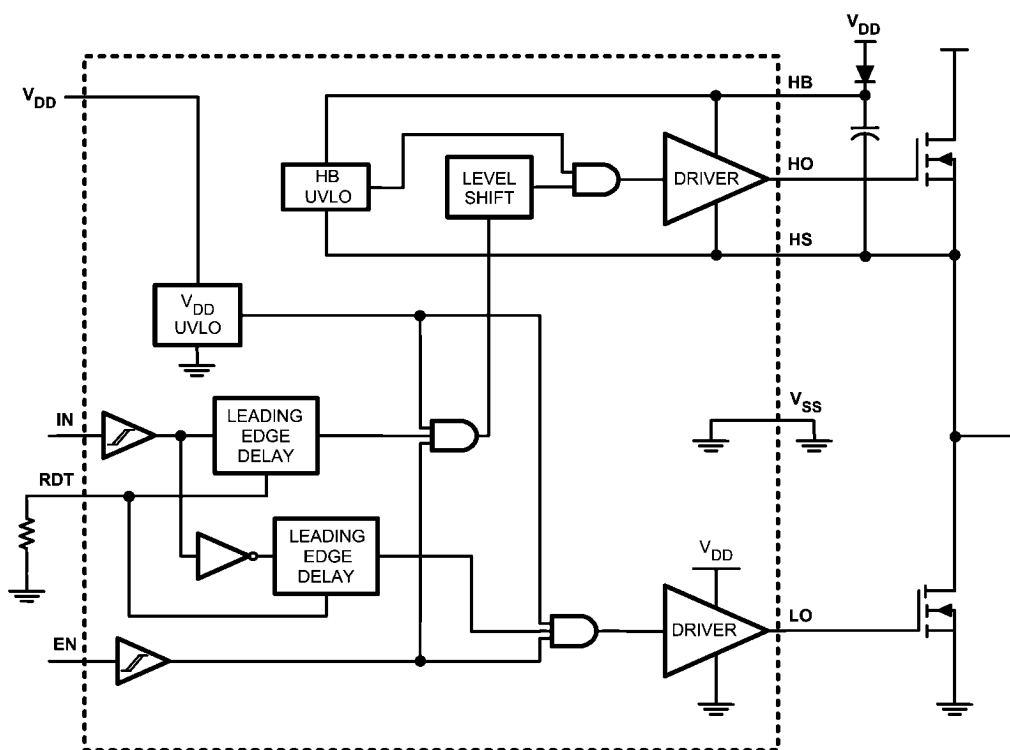 VDD
HB
VDD
HB
UVLO
LEVEL
SHIFT
DRIVER
HO
HS
VDD
UVLO
IN
LEADING
EDGE
DELAY
VSS
RDT
LEADING
EDGE
DELAY
VDD
DRIVER
LO
EN